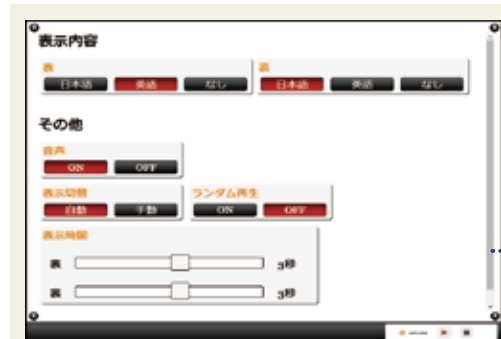 表示内容
表
裏
日本語 英語 なし
日本語 英語 なし
その他
音声
ON OFF
表示切替
ランダム再生
自動 手動
ON OFF
表示時間
表 3秒
裏 3秒